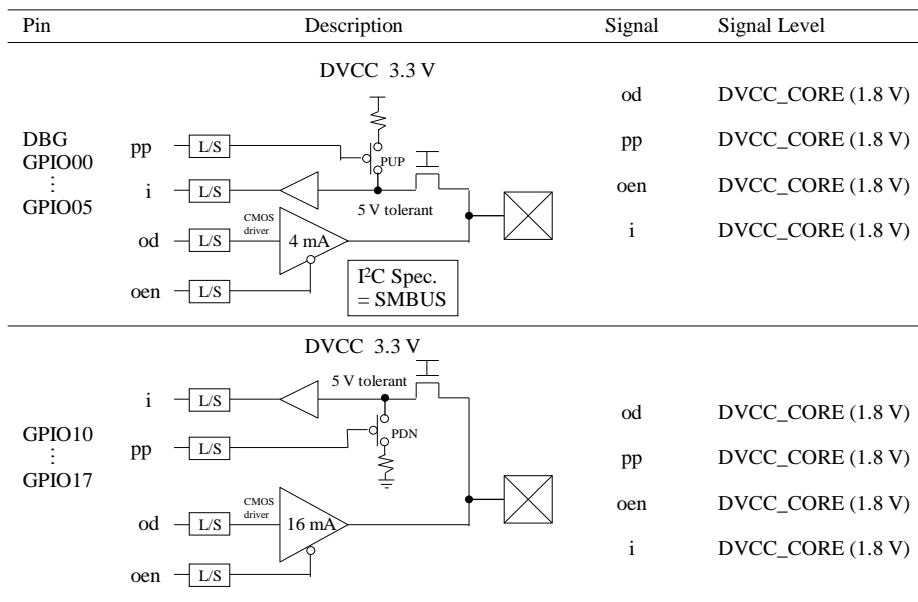 Pin Description Signal Signal Level
DVCC 3.3 V
DBG
GPIO00
⋮
GPIO05
pp L/S
PUP
i L/S
5 V tolerant
CMOS
driver
od L/S 4 mA
oen L/S
I²C Spec.
= SMBUS
od DVCC_CORE (1.8 V)
pp DVCC_CORE (1.8 V)
oen DVCC_CORE (1.8 V)
i DVCC_CORE (1.8 V)
DVCC 3.3 V
5 V tolerant
i L/S
GPIO10
⋮
GPIO17
pp L/S
PDN
CMOS
driver
od L/S 16 mA
oen L/S
od DVCC_CORE (1.8 V)
pp DVCC_CORE (1.8 V)
oen DVCC_CORE (1.8 V)
i DVCC_CORE (1.8 V)